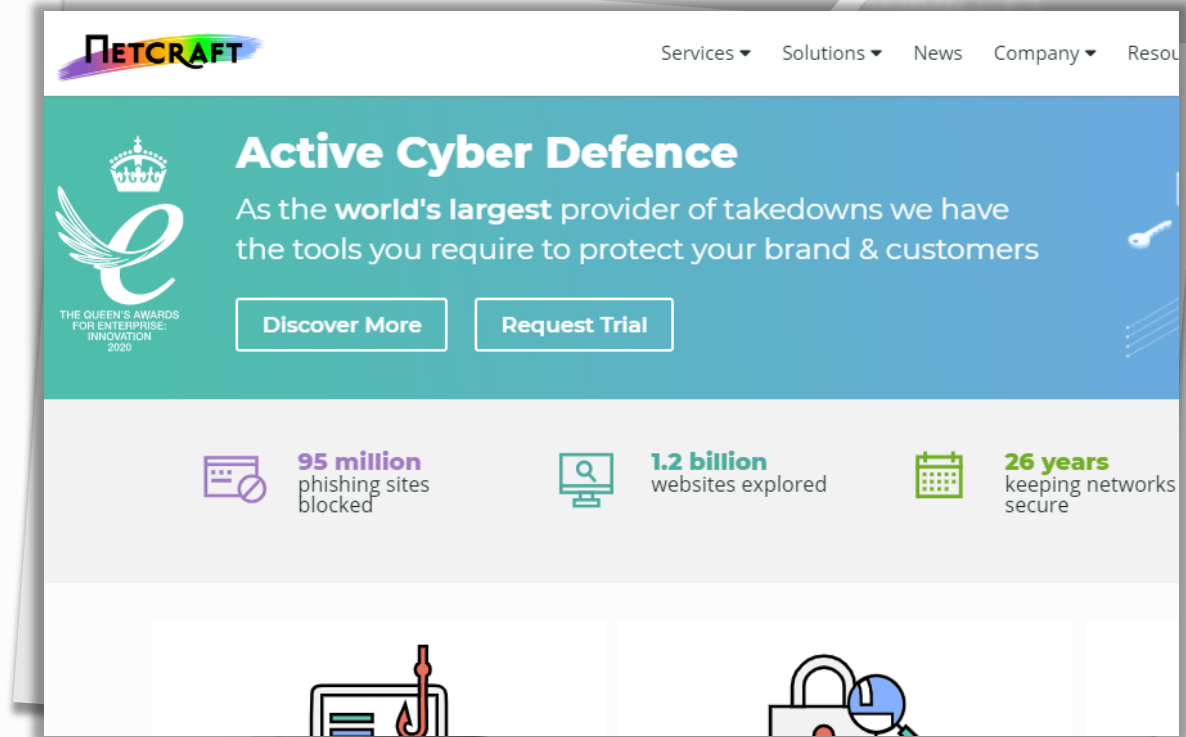 NETCRAFT
Services Solutions News Company
Active Cyber Defence
As the world's largest provider of takedowns we have
the tools you require to protect your brand & customers
THE QUEEN'S AWARDS
FOR ENTERPRISE:
INNOVATION
2020
Discover More Request Trial
95 million
phishing sites
blocked
1.2 billion
websites explored
26 years
keeping networks
secure